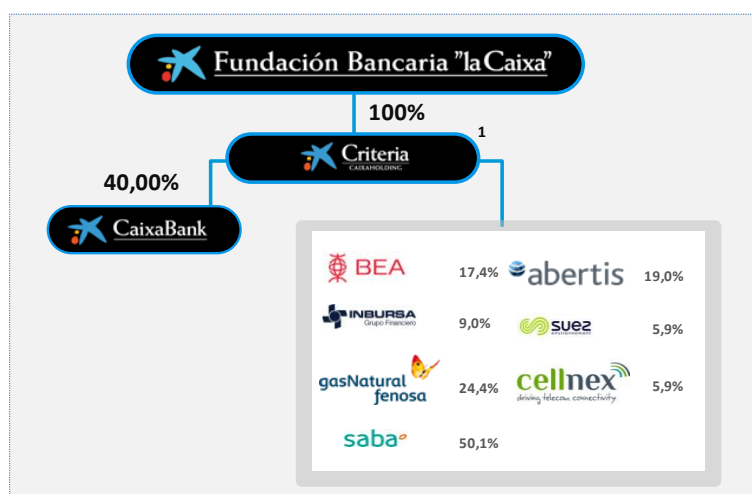 Fundación Bancaria "la Caixa"
100%
1
Criteria
CAIXAHOLDING
40,00%
CaixaBank
BEA 17,4% abertis 19,0%
INBURSA
Grupo Financiero
9,0% suez
environnement
5,9%
gasNatural
fenosa
24,4% cellnex
driving telecom connectivity
5,9%
saba 50,1%